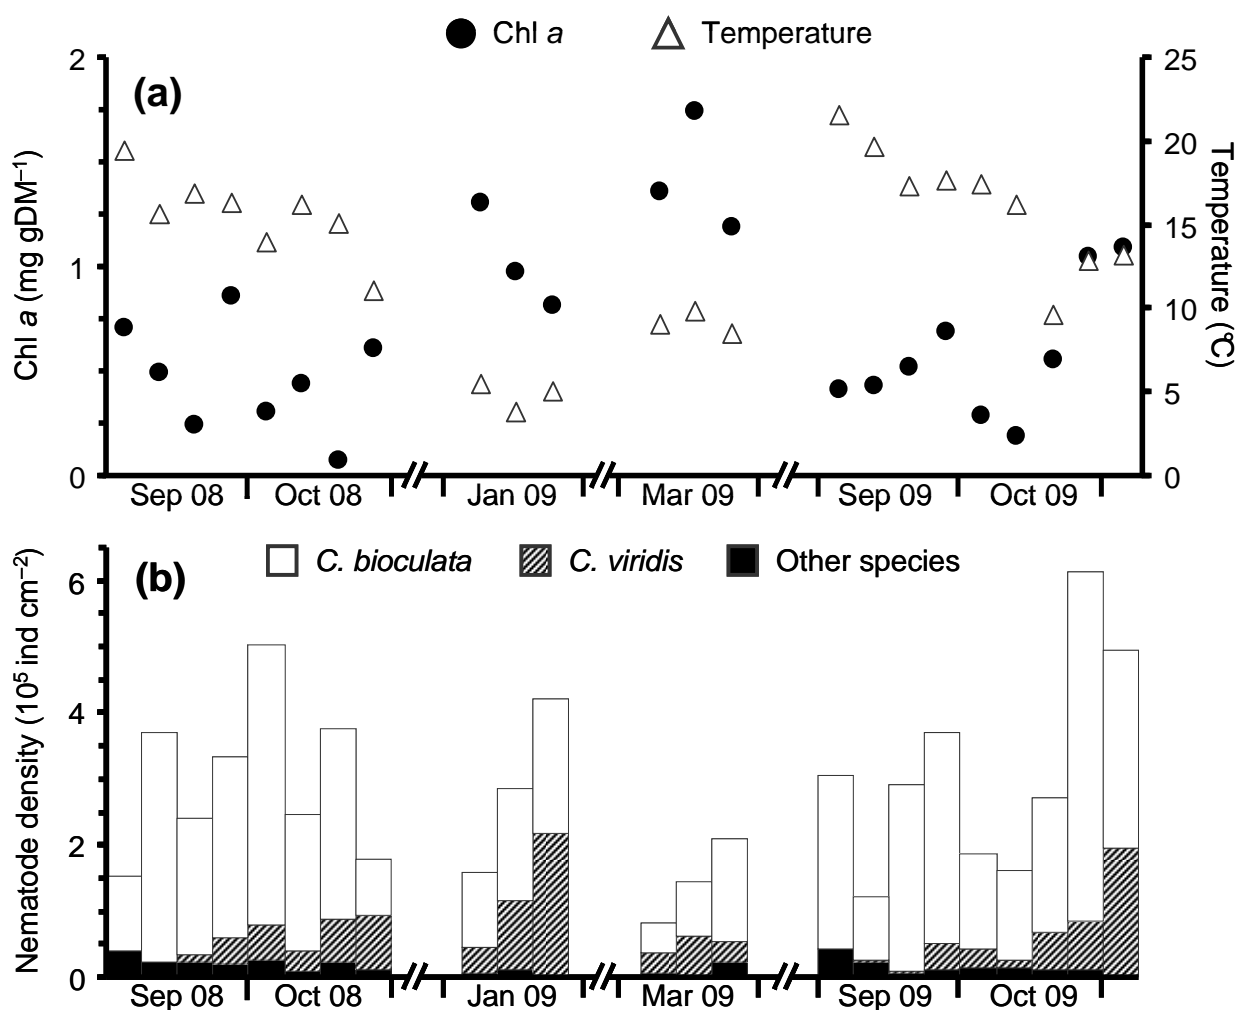 Chl a Temperature
(a)
2
1
0
Chl a (mg gDM⁻¹)
25
20
15
10
5
0
Temperature (℃)
Sep 08 Oct 08 Jan 09 Mar 09 Sep 09 Oct 09
(b)
C. bioculata C. viridis Other species
6
4
2
0
Nematode density (10⁵ ind cm⁻²)
Sep 08 Oct 08 Jan 09 Mar 09 Sep 09 Oct 09